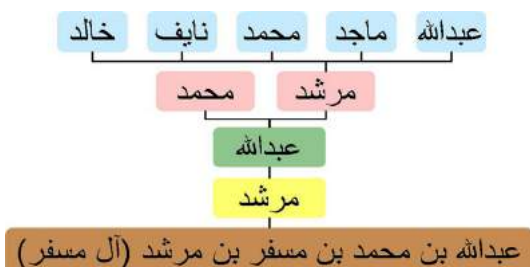 عبدالله ماجد محمد نايف خالد
مرشد محمد
عبدالله
مرشد
عبدالله بن محمد بن مسفر بن مرشد (آل مسفر)